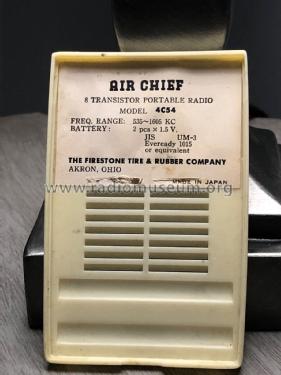 AIR CHIEF
8 TRANSISTOR PORTABLE RADIO
MODEL 4C54
FREQ. RANGE: 535~1605 KC
BATTERY: 2 pcs × 1.5 V.
JIS UM-3
Eveready 1015
or equivalent
THE FIRESTONE TIRE & RUBBER COMPANY
AKRON, OHIO
MADE IN JAPAN
www.radiomuseum.org